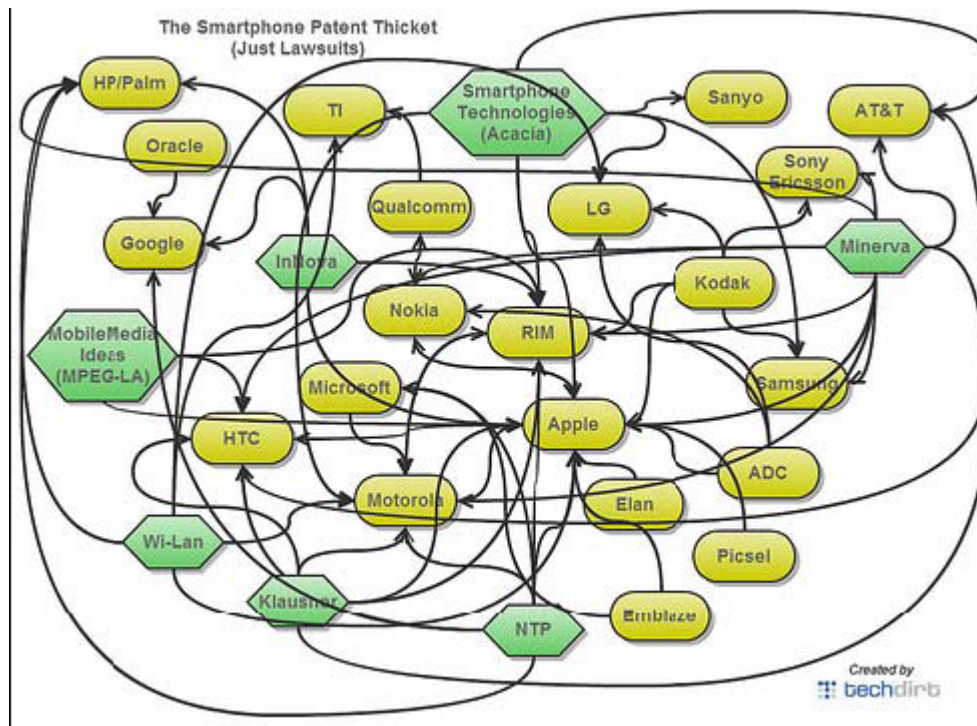 The Smartphone Patent Thicket
(Just Lawsuits)
HP/Palm
TI
Smartphone
Technologies
(Acacia)
Sanyo
AT&T
Oracle
Sony
Ericsson
Qualcomm
LG
Google
InNova
Minerva
Kodak
Nokia
RIM
MobileMedia
Ideas
(MPEG-LA)
Microsoft
Samsung
HTC
Apple
ADC
Motorola
Elan
Wi-Lan
Picsel
Klausner
NTP
Emblaze
Created by
techdirt